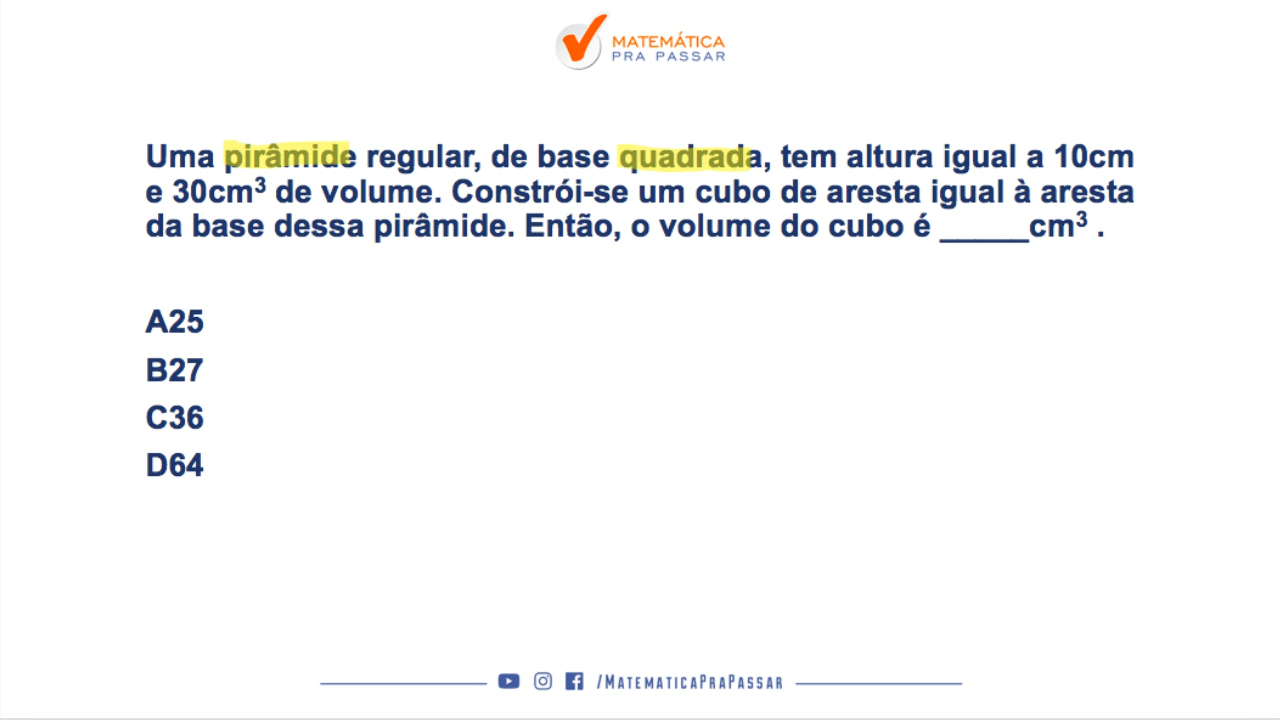 MATEMÁTICA
PRA PASSAR
Uma pirâmide regular, de base quadrada, tem altura igual a 10cm
e 30cm³ de volume. Constrói-se um cubo de aresta igual à aresta
da base dessa pirâmide. Então, o volume do cubo é _____cm³ .
A25
B27
C36
D64
/MATEMATICAPRAPASSAR